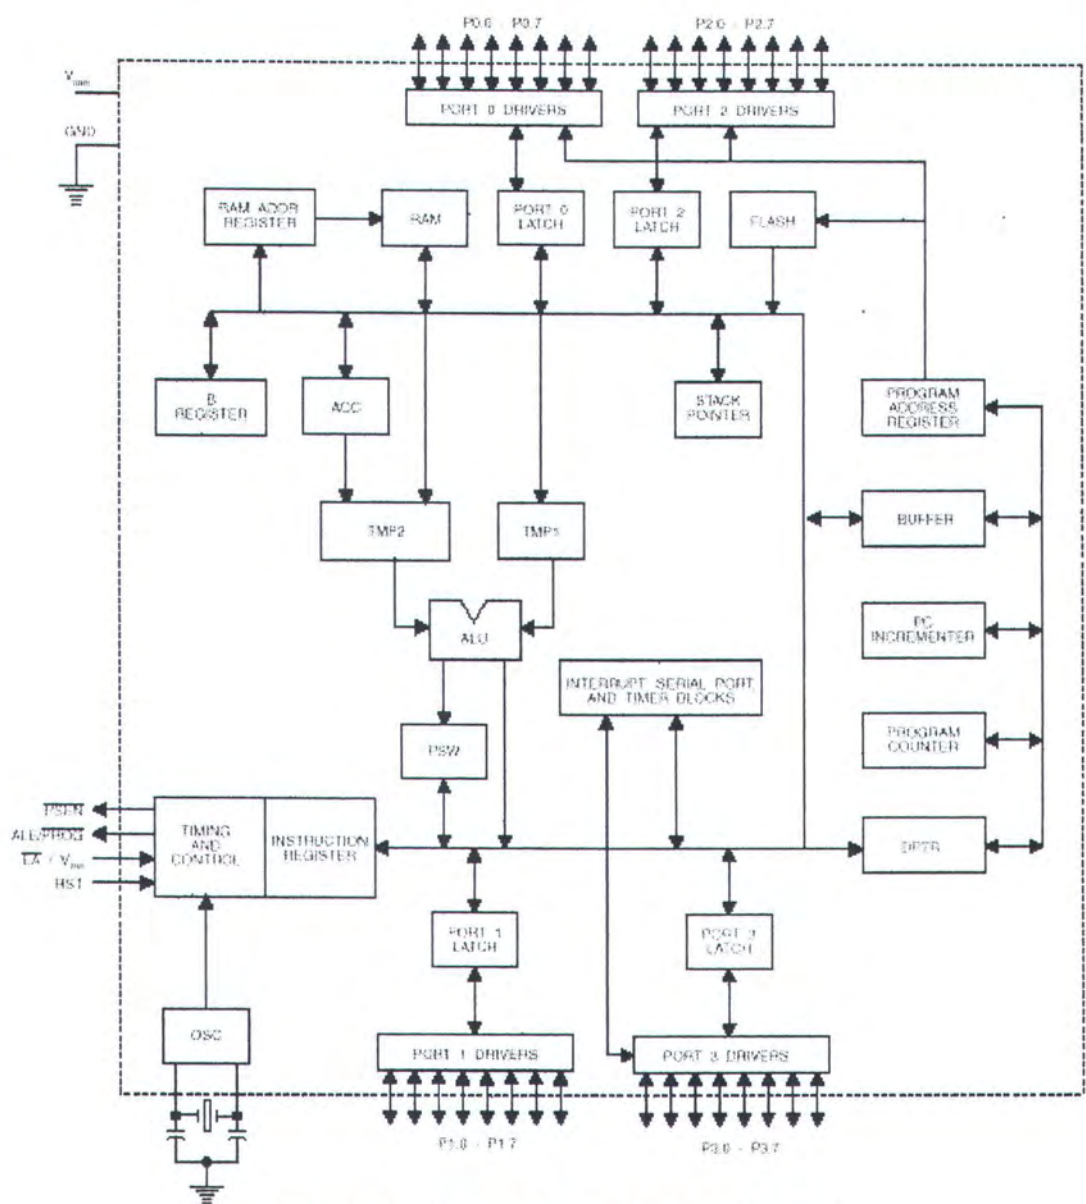 P0.0 - P0.7
P2.0 - P2.7
GND
PORT 0 DRIVERS
PORT 2 DRIVERS
RAM ADDR
REGISTER
RAM
PORT 0
LATCH
PORT 2
LATCH
FLASH
B
REGISTER
ACC
STACK
POINTER
PROGRAM
ADDRESS
REGISTER
TMP2
TMP1
BUFFER
ALU
PC
INCREMENTER
INTERRUPT SERIAL PORT
AND TIMER BLOCKS
PSW
PROGRAM
COUNTER
PSEN
ALE/PROG
EA / V
RST
TIMING
AND
CONTROL
INSTRUCTION
REGISTER
DPTR
PORT 1
LATCH
PORT 3
LATCH
OSC
PORT 1 DRIVERS
PORT 3 DRIVERS
P1.0 - P1.7
P3.0 - P3.7